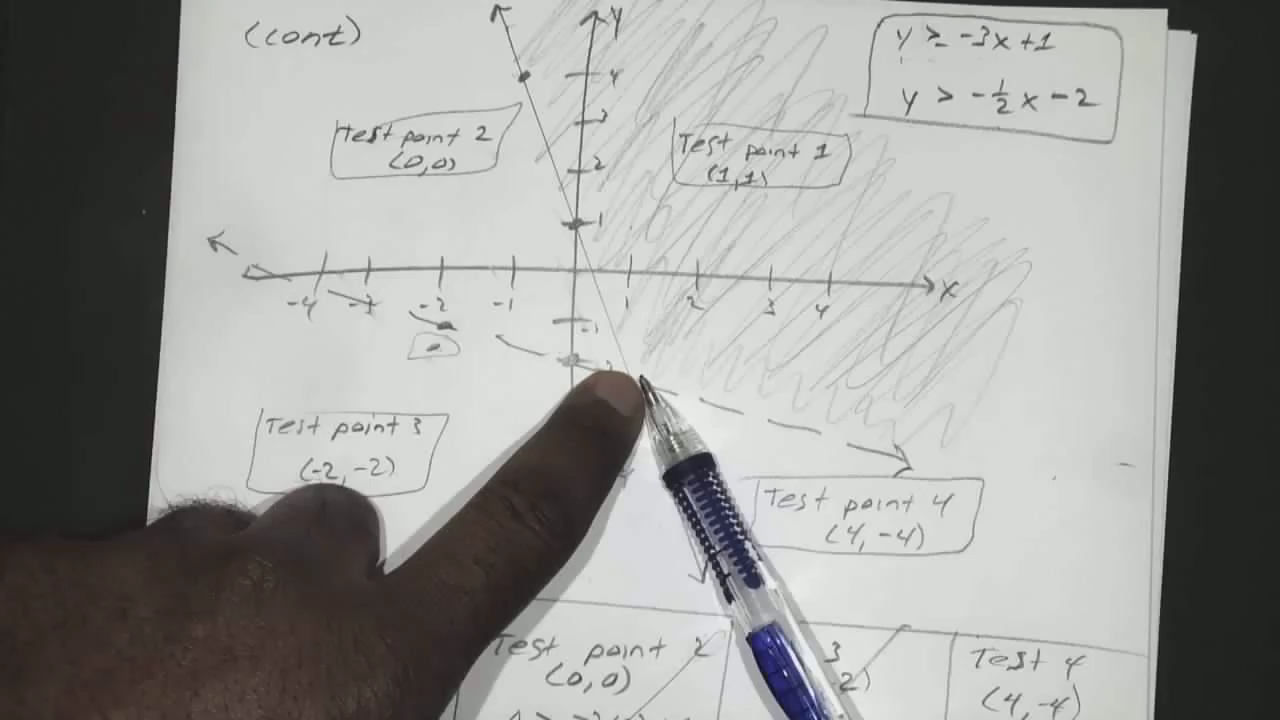 (cont)
Y
y ≥ -3x+1
y > -½x-2
4
3
Test point 2
(0,0)
2
Test point 1
(1,1)
1
-4 -3 -2 -1 1 2 3 4 x
-1
Test point 3
(-2,-2)
Test point 4
(4,-4)
Test point 2
(0,0)
3
2)
Test 4
(4,-4)